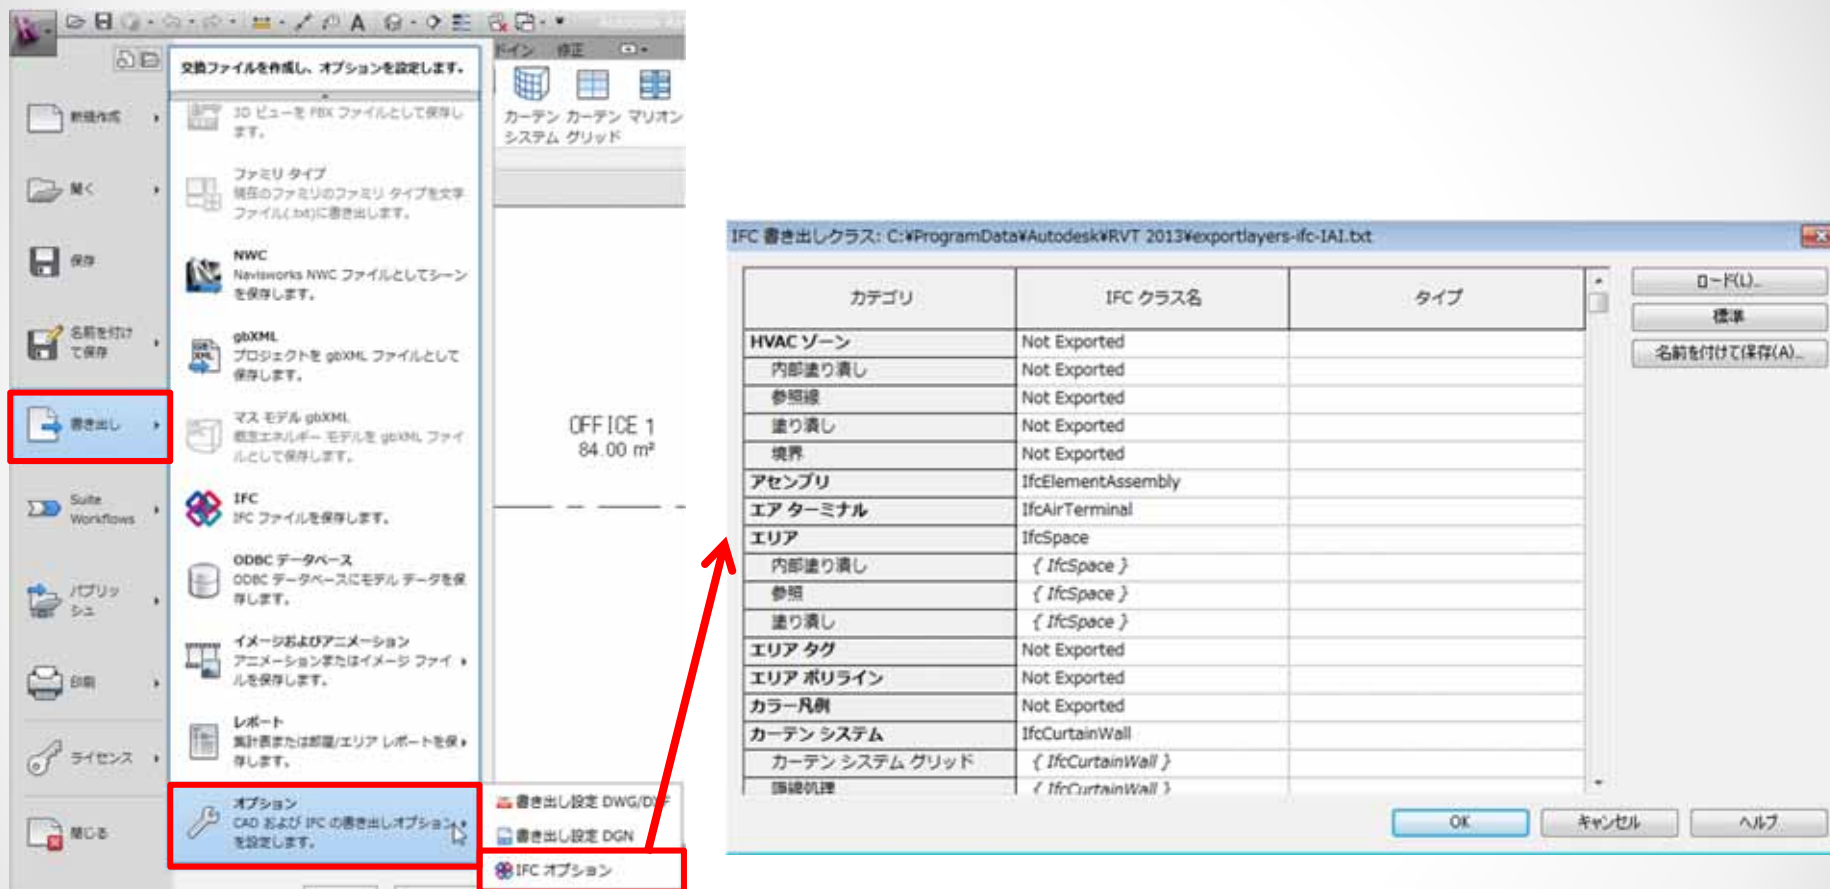 ドイン 修正
交換ファイルを作成し、オプションを設定します。
新規作成
開く
保存
名前を付け
て保存
書き出し
Suite
Workflows
パブリッ
シュ
印刷
ライセンス
閉じる
3D ビューを FBX ファイルとして保存し
ます。
ファミリ タイプ
現在のファミリのファミリ タイプを文字
ファイル(.txt)に書き出します。
NWC
Navisworks NWC ファイルとしてシーン
を保存します。
gbXML
プロジェクトを gbXML ファイルとして
保存します。
マス モデル gbXML
概念エネルギー モデルを gbXML ファイ
ルとして保存します。
IFC
IFC ファイルを保存します。
ODBC データベース
ODBC データベースにモデル データを保
存します。
イメージおよびアニメーション
アニメーションまたはイメージ ファイ
ルを保存します。
レポート
集計表または部屋/エリア レポートを保
存します。
オプション
CAD および IFC の書き出しオプション
を設定します。
書き出し設定 DWG/DXF
書き出し設定 DGN
IFC オプション
カーテン カーテン マリオン
システム グリッド
OFFICE 1
84.00 m²
IFC 書き出しクラス: C:¥ProgramData¥Autodesk¥RVT 2013¥exportlayers-ifc-IAI.txt
カテゴリ IFC クラス名 タイプ
HVAC ゾーン Not Exported
内部塗り潰し Not Exported
参照線 Not Exported
塗り潰し Not Exported
境界 Not Exported
アセンブリ IfcElementAssembly
エア ターミナル IfcAirTerminal
エリア IfcSpace
内部塗り潰し { IfcSpace }
参照 { IfcSpace }
塗り潰し { IfcSpace }
エリア タグ Not Exported
エリア ポリライン Not Exported
カラー凡例 Not Exported
カーテン システム IfcCurtainWall
カーテン システム グリッド { IfcCurtainWall }
隠線処理 { IfcCurtainWall }
ロード(L)...
標準
名前を付けて保存(A)...
OK キャンセル ヘルプ